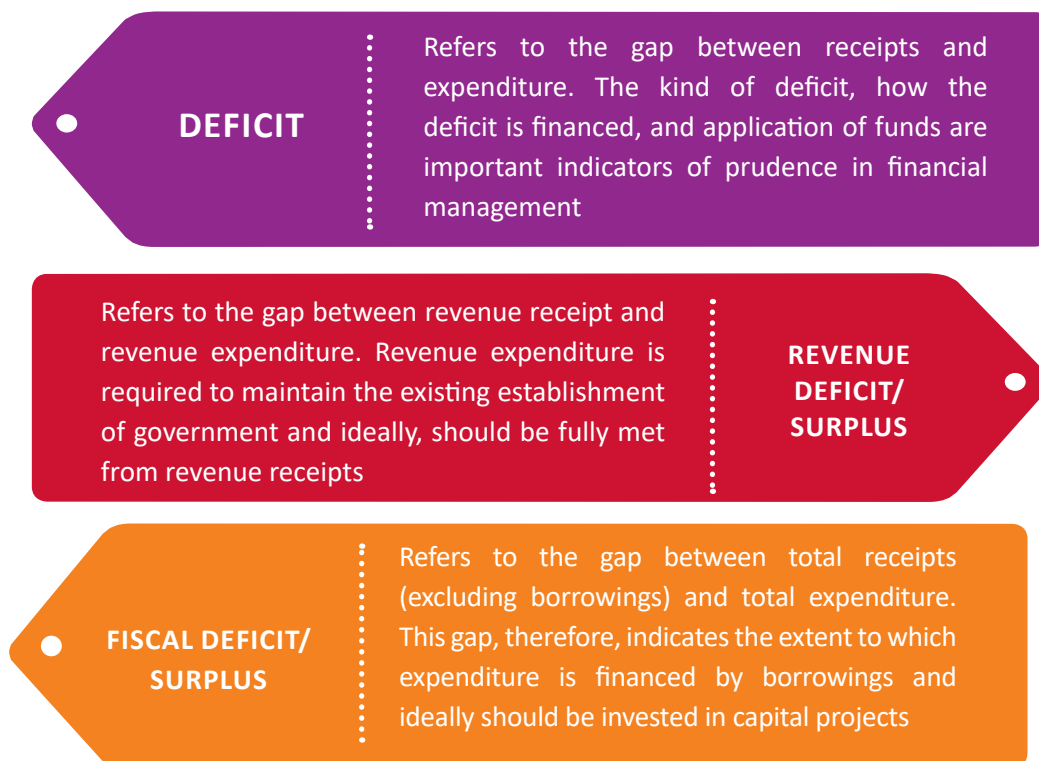 DEFICIT
Refers to the gap between receipts and
expenditure. The kind of deficit, how the
deficit is financed, and application of funds are
important indicators of prudence in financial
management
Refers to the gap between revenue receipt and
revenue expenditure. Revenue expenditure is
required to maintain the existing establishment
of government and ideally, should be fully met
from revenue receipts
REVENUE
DEFICIT/
SURPLUS
FISCAL DEFICIT/
SURPLUS
Refers to the gap between total receipts
(excluding borrowings) and total expenditure.
This gap, therefore, indicates the extent to which
expenditure is financed by borrowings and
ideally should be invested in capital projects